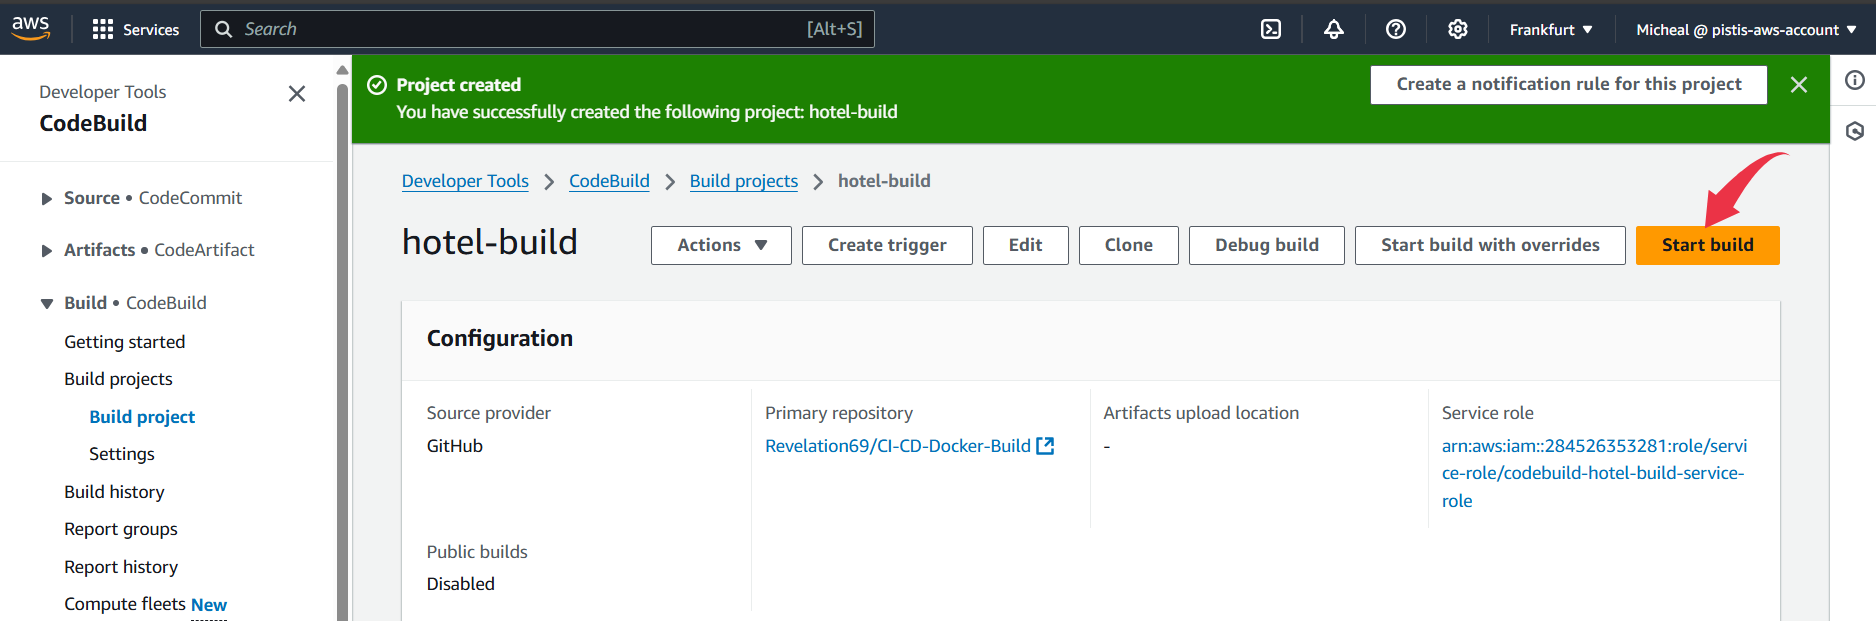 aws
Services
Search [Alt+S]
Frankfurt
Micheal @ pistis-aws-account
Developer Tools
CodeBuild
Source • CodeCommit
Artifacts • CodeArtifact
Build • CodeBuild
Getting started
Build projects
Build project
Settings
Build history
Report groups
Report history
Compute fleets New
Project created
You have successfully created the following project: hotel-build
Create a notification rule for this project
Developer Tools > CodeBuild > Build projects > hotel-build
hotel-build
Actions
Create trigger
Edit
Clone
Debug build
Start build with overrides
Start build
Configuration
Source provider
GitHub
Primary repository
Revelation69/CI-CD-Docker-Build
Artifacts upload location
-
Service role
arn:aws:iam::284526353281:role/servi
ce-role/codebuild-hotel-build-service-
role
Public builds
Disabled